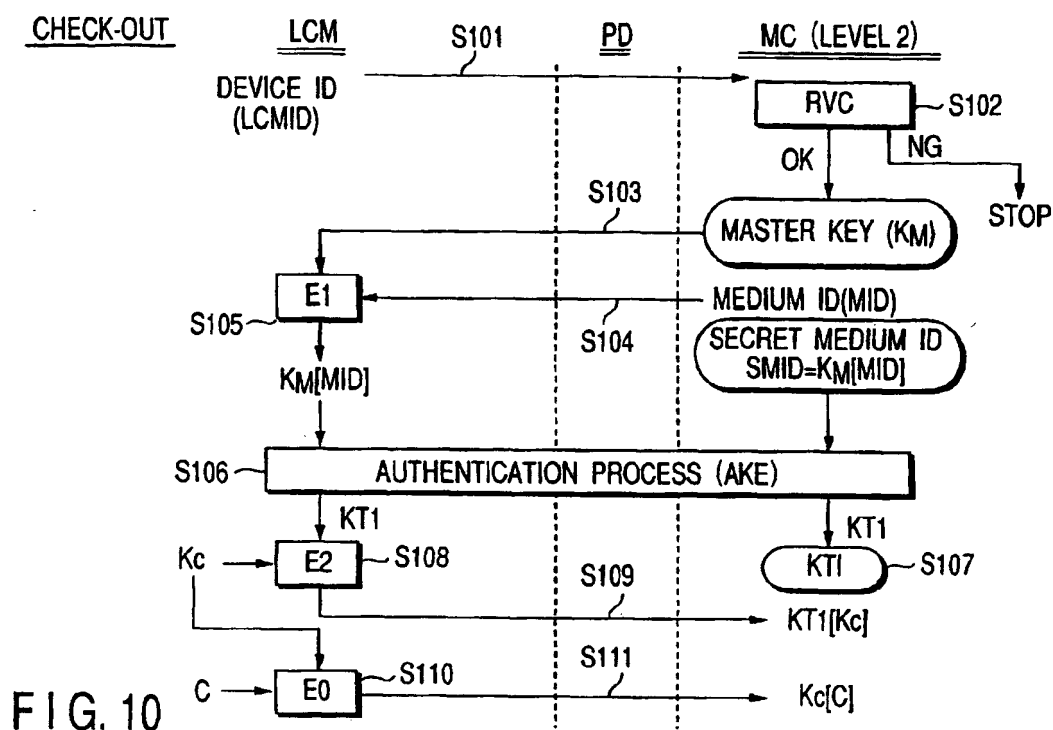 CHECK-OUT
LCM
S101
PD
MC (LEVEL 2)
DEVICE ID
(LCMID)
RVC
S102
OK
NG
STOP
S103
MASTER KEY (KM)
E1
S105
MEDIUM ID(MID)
S104
SECRET MEDIUM ID
SMID=KM[MID]
KM[MID]
S106
AUTHENTICATION PROCESS (AKE)
KT1
KT1
Kc
E2
S108
KTI
S107
S109
KT1[Kc]
C
E0
S110
S111
Kc[C]
FIG. 10